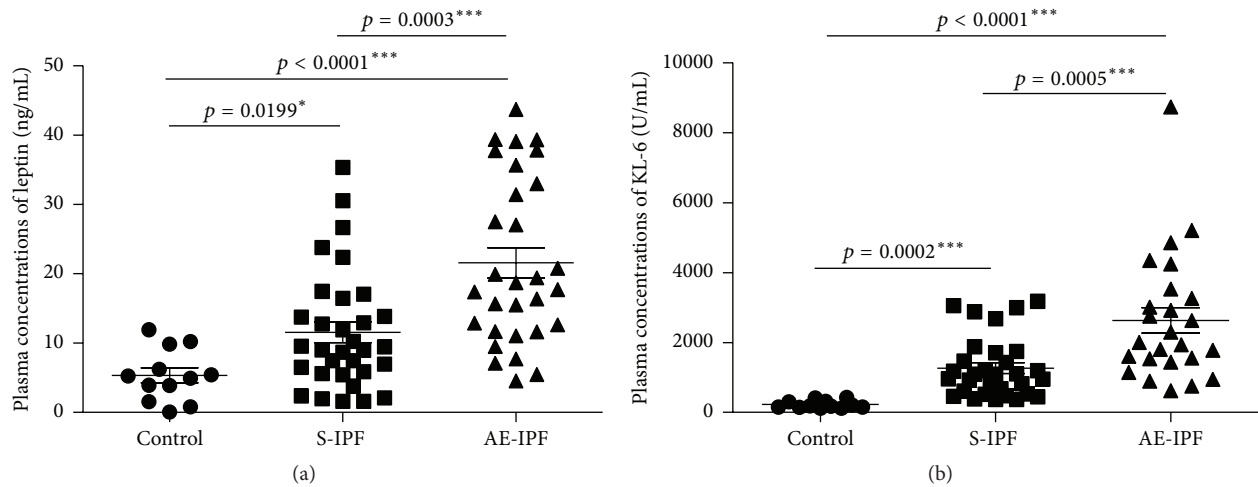 p = 0.0003***
p < 0.0001***
p = 0.0199*
Plasma concentrations of leptin (ng/mL)
50
40
30
20
10
0
Control
S-IPF
AE-IPF
(a)
p < 0.0001***
p = 0.0005***
p = 0.0002***
Plasma concentrations of KL-6 (U/mL)
10000
8000
6000
4000
2000
0
Control
S-IPF
AE-IPF
(b)